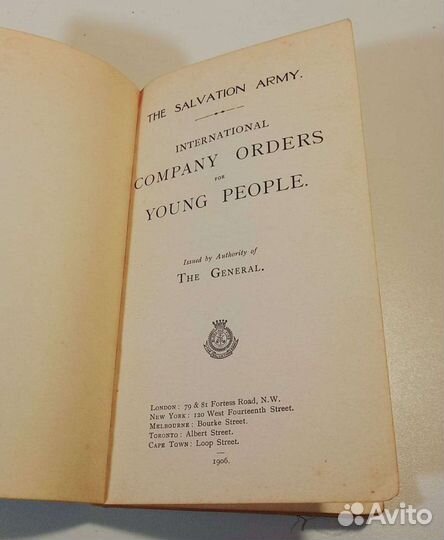 THE SALVATION ARMY.
INTERNATIONAL
COMPANY ORDERS
FOR
YOUNG PEOPLE.
Issued by Authority of
THE GENERAL.
LONDON: 79 & 81 Fortess Road, N.W.
NEW YORK: 120 West Fourteenth Street.
MELBOURNE: Bourke Street.
TORONTO: Albert Street.
CAPE TOWN: Loop Street.
1906.
Avito